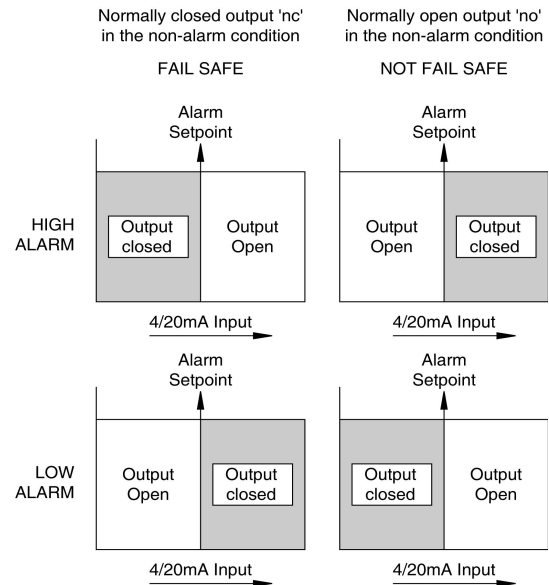 Normally closed output 'nc'
in the non-alarm condition
FAIL SAFE
Normally open output 'no'
in the non-alarm condition
NOT FAIL SAFE
HIGH
ALARM
Alarm
Setpoint
Output
closed
Output
Open
4/20mA Input
Alarm
Setpoint
Output
Open
Output
closed
4/20mA Input
LOW
ALARM
Alarm
Setpoint
Output
Open
Output
closed
4/20mA Input
Alarm
Setpoint
Output
closed
Output
Open
4/20mA Input